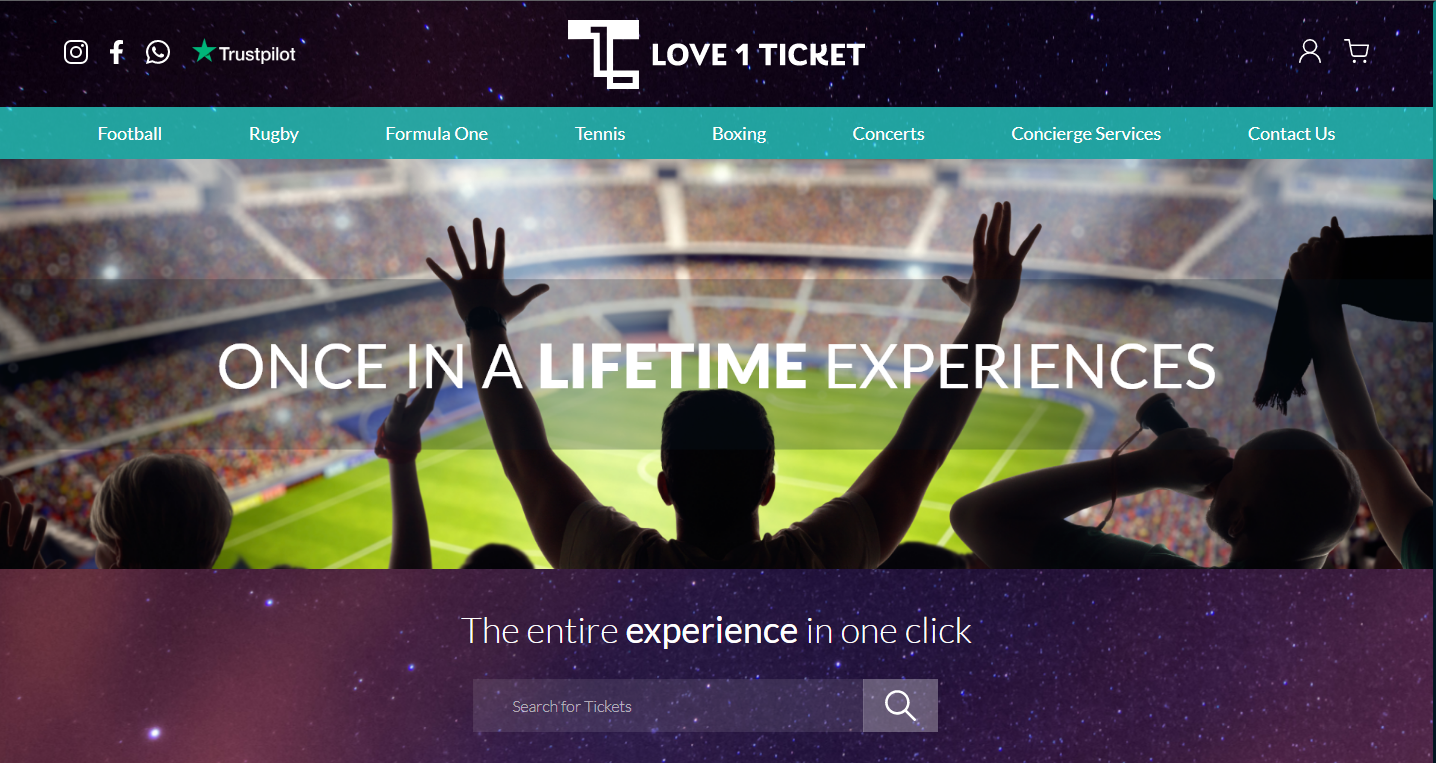 Trustpilot
LOVE 1 TICKET
Football Rugby Formula One Tennis Boxing Concerts Concierge Services Contact Us
ONCE IN A LIFETIME EXPERIENCES
The entire experience in one click
Search for Tickets